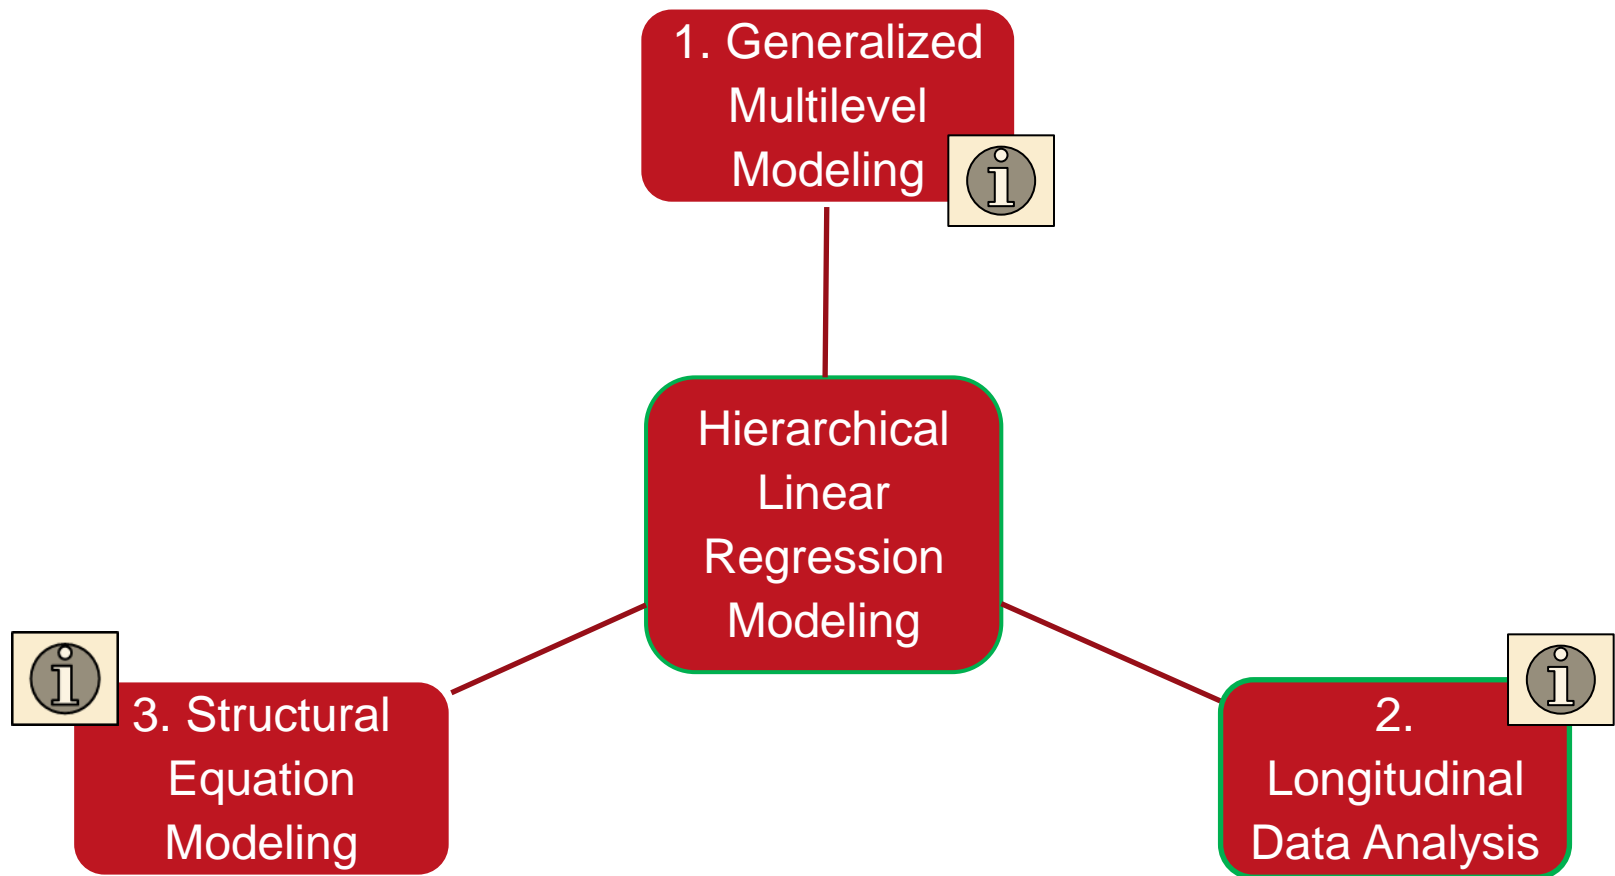 1. Generalized
Multilevel
Modeling
Hierarchical
Linear
Regression
Modeling
3. Structural
Equation
Modeling
2.
Longitudinal
Data Analysis